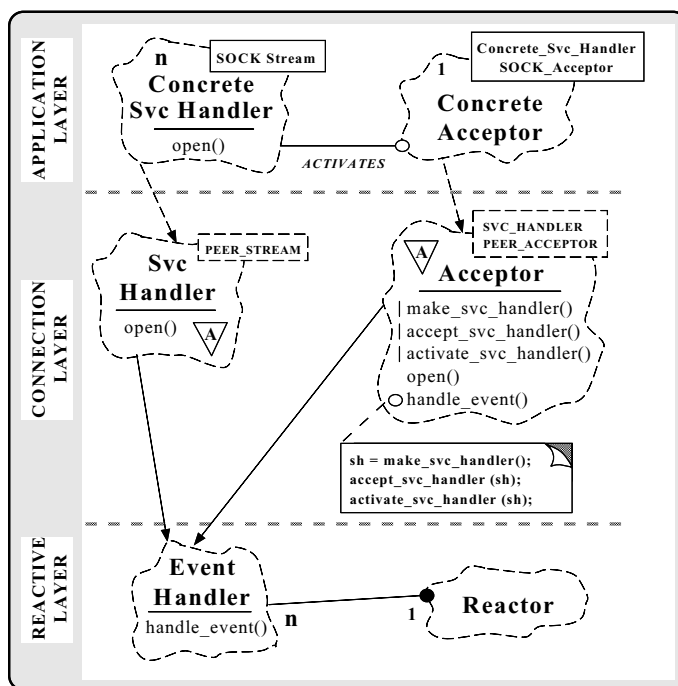 APPLICATION
LAYER
n
SOCK Stream
Concrete
Svc Handler
open()
ACTIVATES
Concrete_Svc_Handler
SOCK_Acceptor
1
Concrete
Acceptor
CONNECTION
LAYER
PEER_STREAM
Svc
Handler
open()
A
SVC_HANDLER
PEER_ACCEPTOR
A
Acceptor
make_svc_handler()
accept_svc_handler()
activate_svc_handler()
open()
handle_event()
sh = make_svc_handler();
accept_svc_handler (sh);
activate_svc_handler (sh);
REACTIVE
LAYER
Event
Handler
handle_event()
n
1
Reactor